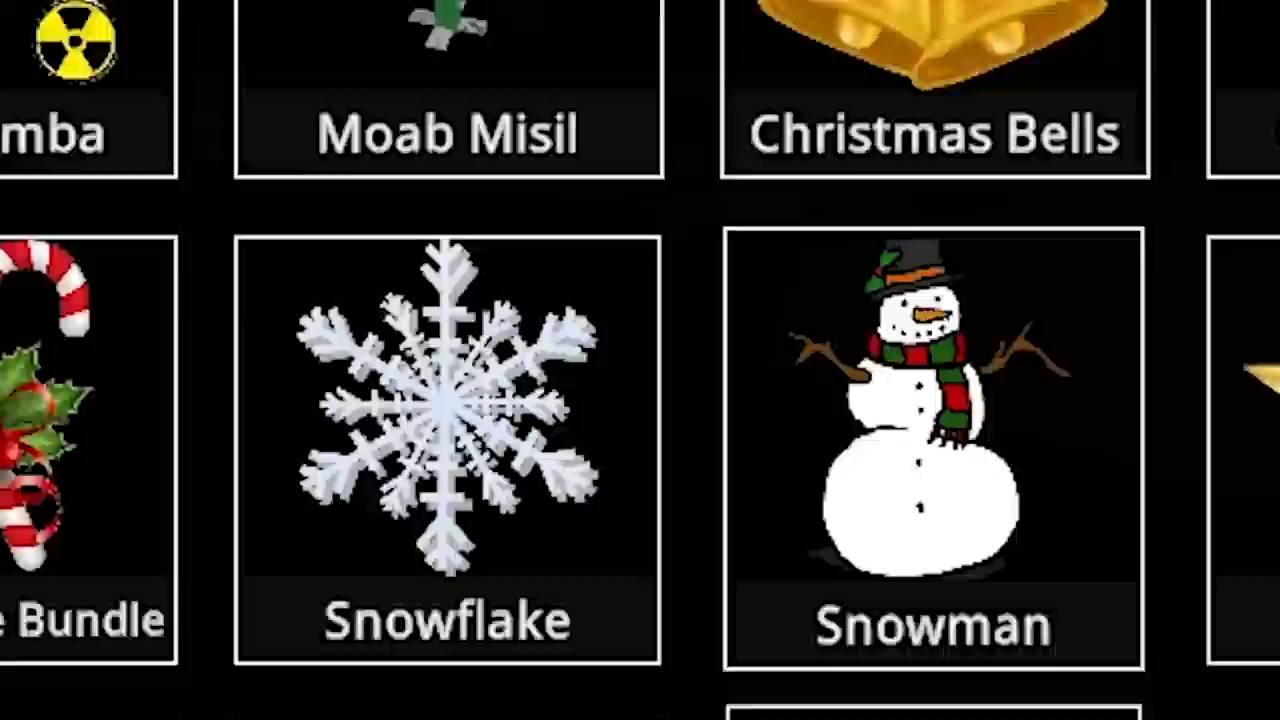 mba
Moab Misil
Christmas Bells
e Bundle
Snowflake
Snowman